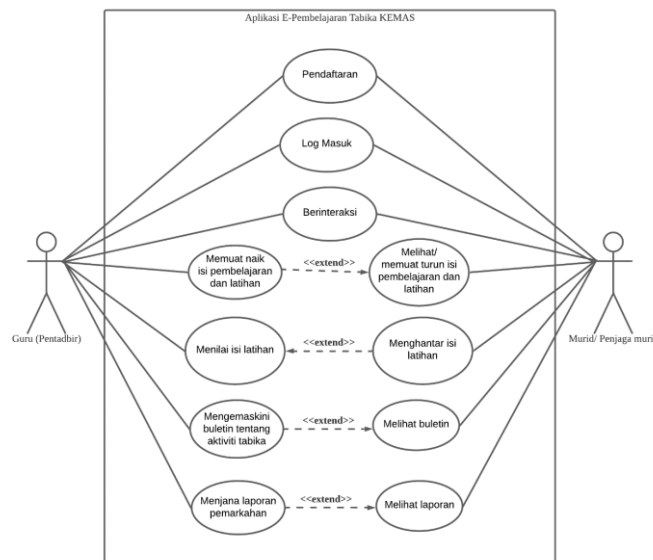 Aplikasi E-Pembelajaran Tabika KEMAS
Pendaftaran
Log Masuk
Berinteraksi
Memuat naik
isi pembelajaran
dan latihan
<<extend>>
Melihat/
memuat turun isi
pembelajaran dan
latihan
Guru (Pentadbir)
Murid/ Penjaga muri
Menilai isi latihan
<<extend>>
Menghantar isi
latihan
Mengemaskini
buletin tentang
aktiviti tabika
<<extend>>
Melihat buletin
Menjana laporan
pemarkahan
<<extend>>
Melihat laporan